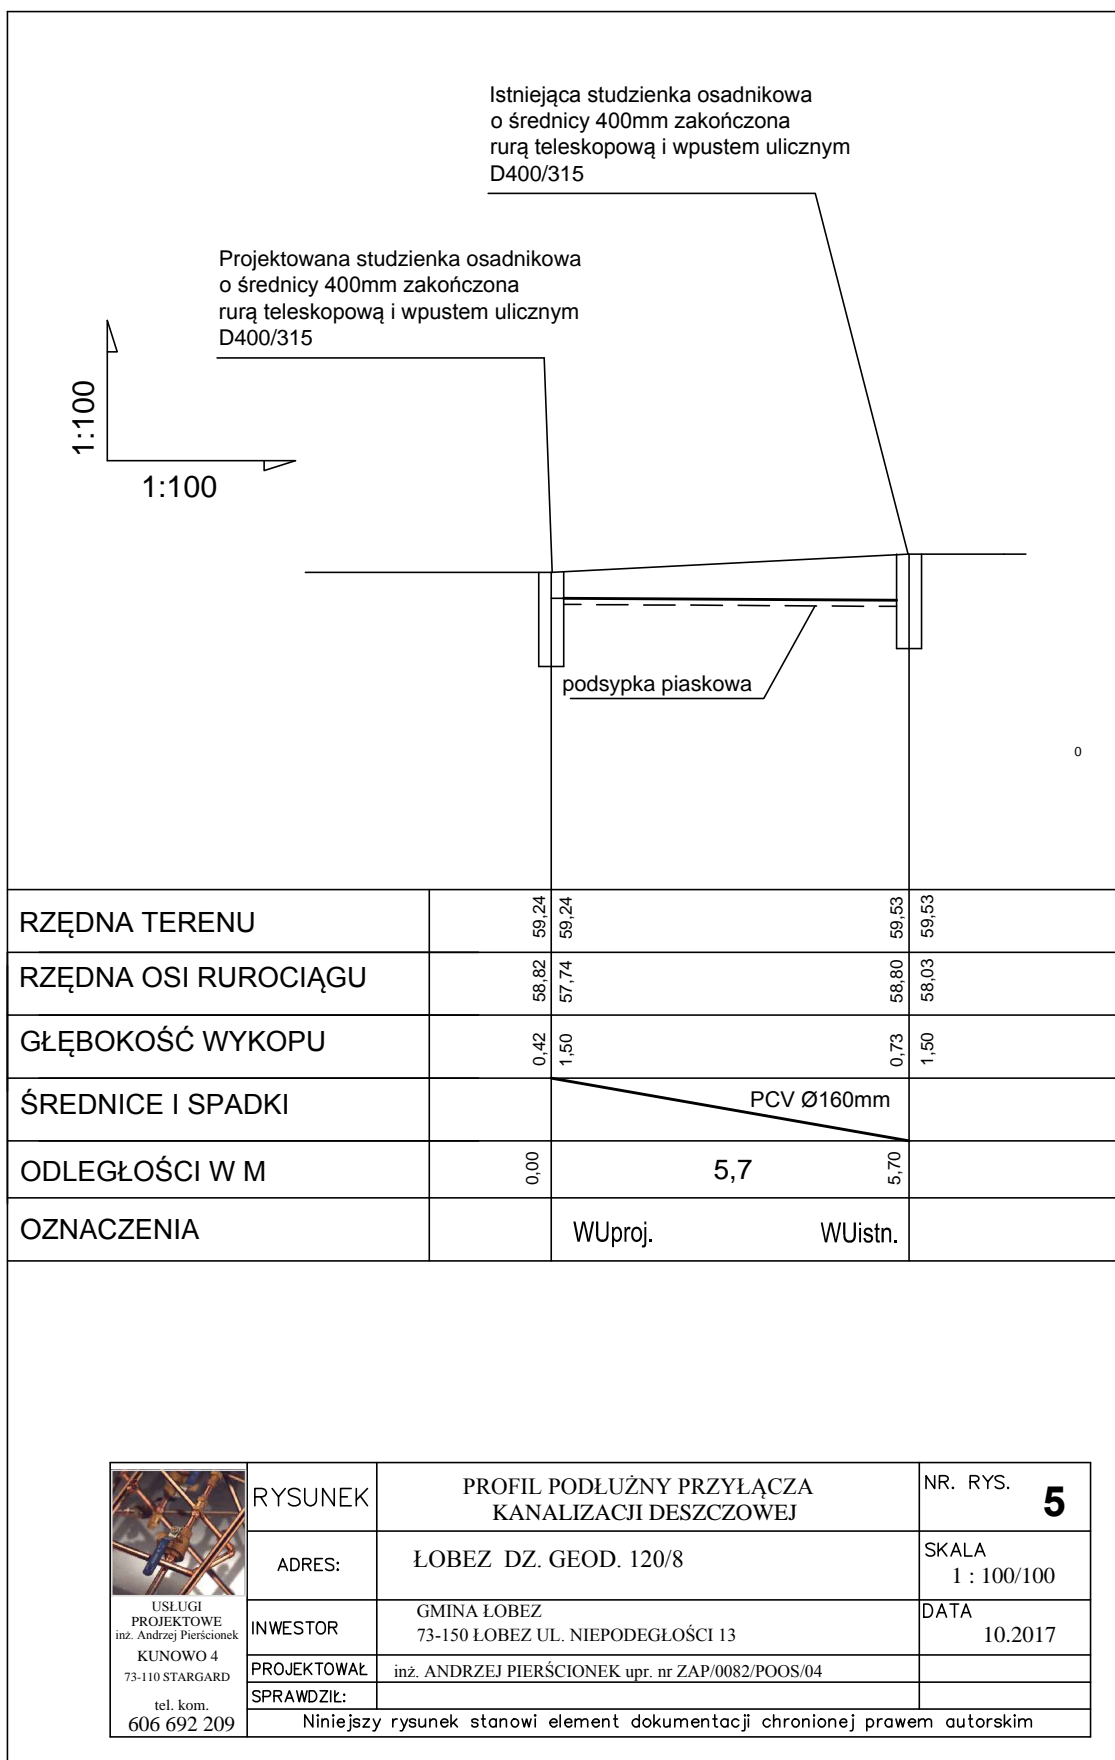 Istniejąca studzienka osadnikowa
o średnicy 400mm zakończona
rurą teleskopową i wpustem ulicznym
D400/315
Projektowana studzienka osadnikowa
o średnicy 400mm zakończona
rurą teleskopową i wpustem ulicznym
D400/315
1:100
1:100
podsypka piaskowa
0
RZĘDNA TERENU 59,24 59,24 59,53 59,53
RZĘDNA OSI RUROCIĄGU 58,82 57,74 58,80 58,03
GŁĘBOKOŚĆ WYKOPU 0,42 1,50 0,73 1,50
ŚREDNICE I SPADKI PCV Ø160mm
ODLEGŁOŚCI W M 0,00 5,7 5,70
OZNACZENIA WUproj. WUistn.
USŁUGI
PROJEKTOWE
inż. Andrzej Pierścionek
KUNOWO 4
73-110 STARGARD
tel. kom.
606 692 209
RYSUNEK
PROFIL PODŁUŻNY PRZYŁĄCZA
KANALIZACJI DESZCZOWEJ
NR. RYS. 5
ADRES: ŁOBEZ DZ. GEOD. 120/8
SKALA
1 : 100/100
INWESTOR
GMINA ŁOBEZ
73-150 ŁOBEZ UL. NIEPODEGŁOŚCI 13
DATA
10.2017
PROJEKTOWAŁ inż. ANDRZEJ PIERŚCIONEK upr. nr ZAP/0082/POOS/04
SPRAWDZIŁ:
Niniejszy rysunek stanowi element dokumentacji chronionej prawem autorskim